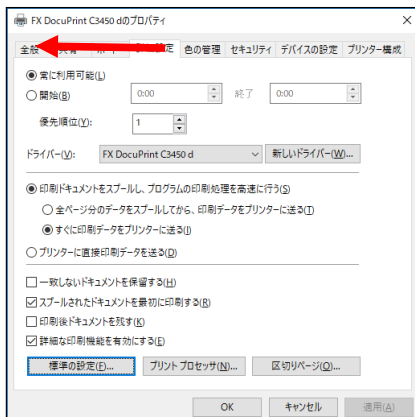 FX DocuPrint C3450 dのプロパティ
全般 色の管理 セキュリティ デバイスの設定 プリンター構成
常に利用可能(L)
開始(B) 0:00 終了 0:00
優先順位(Y): 1
ドライバー(V): FX DocuPrint C3450 d 新しいドライバー(W)...
印刷ドキュメントをスプールし、プログラムの印刷処理を高速に行う(S)
全ページ分のデータをスプールしてから、印刷データをプリンターに送る(T)
すぐに印刷データをプリンターに送る(I)
プリンターに直接印刷データを送る(D)
一致しないドキュメントを保留する(H)
スプールされたドキュメントを最初に印刷する(R)
印刷後ドキュメントを残す(K)
詳細な印刷機能を有効にする(E)
標準の設定(F)... プリント プロセッサ(N)... 区切りページ(O)...
OK キャンセル 適用(A)